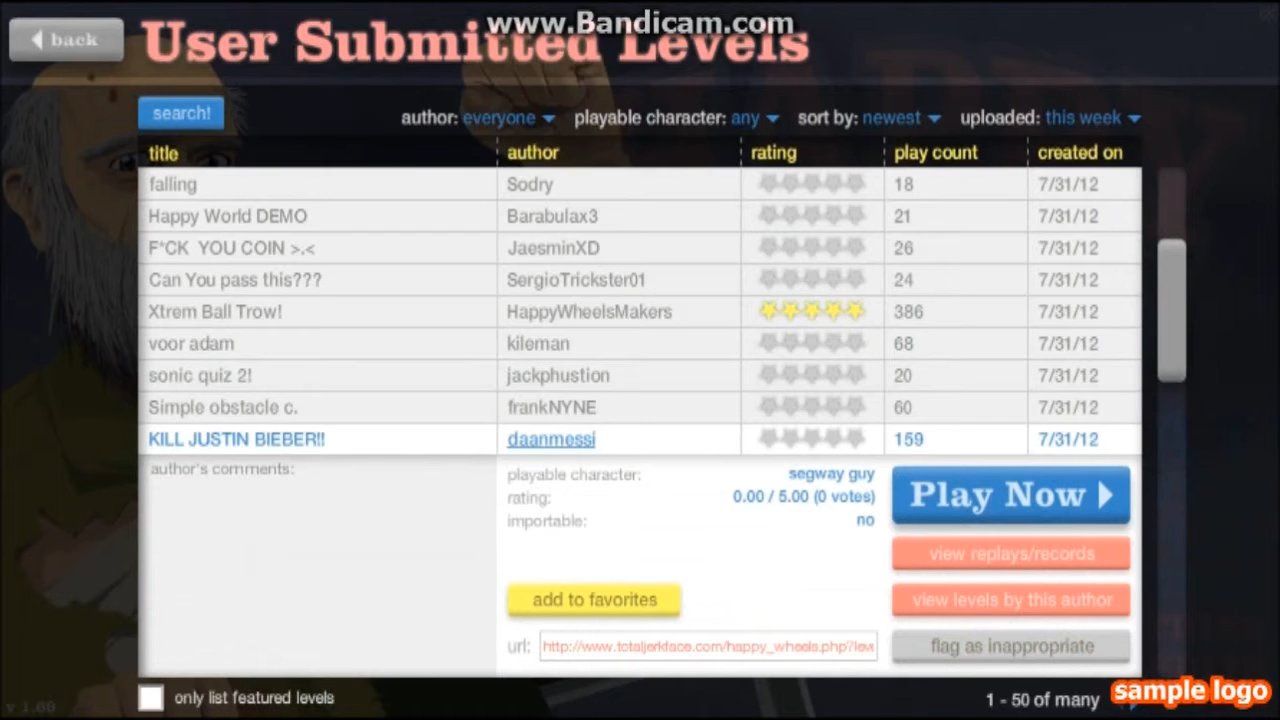 www.Bandicam.com
back
User Submitted Levels
search!
author: everyone playable character: any sort by: newest uploaded: this week
title author rating play count created on
falling Sodry 18 7/31/12
Happy World DEMO Barabulax3 21 7/31/12
F*CK YOU COIN >.< JaesminXD 26 7/31/12
Can You pass this??? SergioTrickster01 24 7/31/12
Xtrem Ball Trow! HappyWheelsMakers 386 7/31/12
voor adam kileman 68 7/31/12
sonic quiz 2! jackphustion 20 7/31/12
Simple obstacle c. frankNYNE 60 7/31/12
KILL JUSTIN BIEBER!! daanmessi 159 7/31/12
author's comments:
playable character: segway guy
rating: 0.00 / 5.00 (0 votes)
importable: no
Play Now
view replays/records
add to favorites
view levels by this author
url: http://www.totaljerkface.com/happy_wheels.php?leve
flag as inappropriate
only list featured levels
1 - 50 of many
sample logo
v 1.69